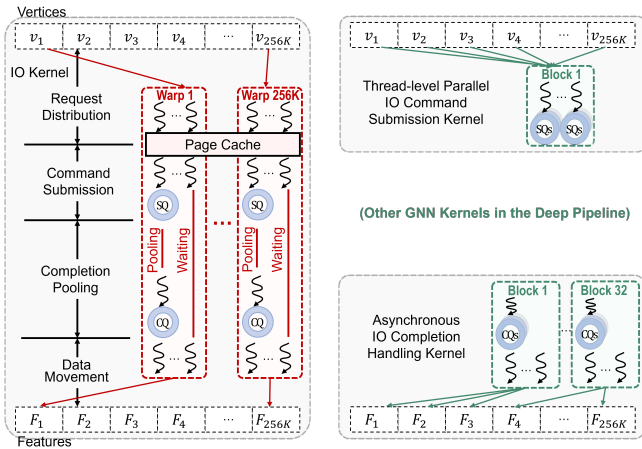 Vertices
v1 v2 v3 v4 ... v256K
IO Kernel
Request
Distribution
Command
Submission
Completion
Pooling
Data
Movement
Warp 1
Warp 256K
... ...
Page Cache
... ...
SQ SQ
...
Pooling
Waiting
Pooling
Waiting
CQ CQ
... ...
F1 F2 F3 F4 ... F256K
Features
v1 v2 v3 v4 ... v256K
Block 1
Thread-level Parallel
IO Command
Submission Kernel
...
SQs SQs
(Other GNN Kernels in the Deep Pipeline)
Block 1
Block 32
Asynchronous
IO Completion
Handling Kernel
CQs ... CQs
... ...
F1 F2 F3 F4 ... F256K